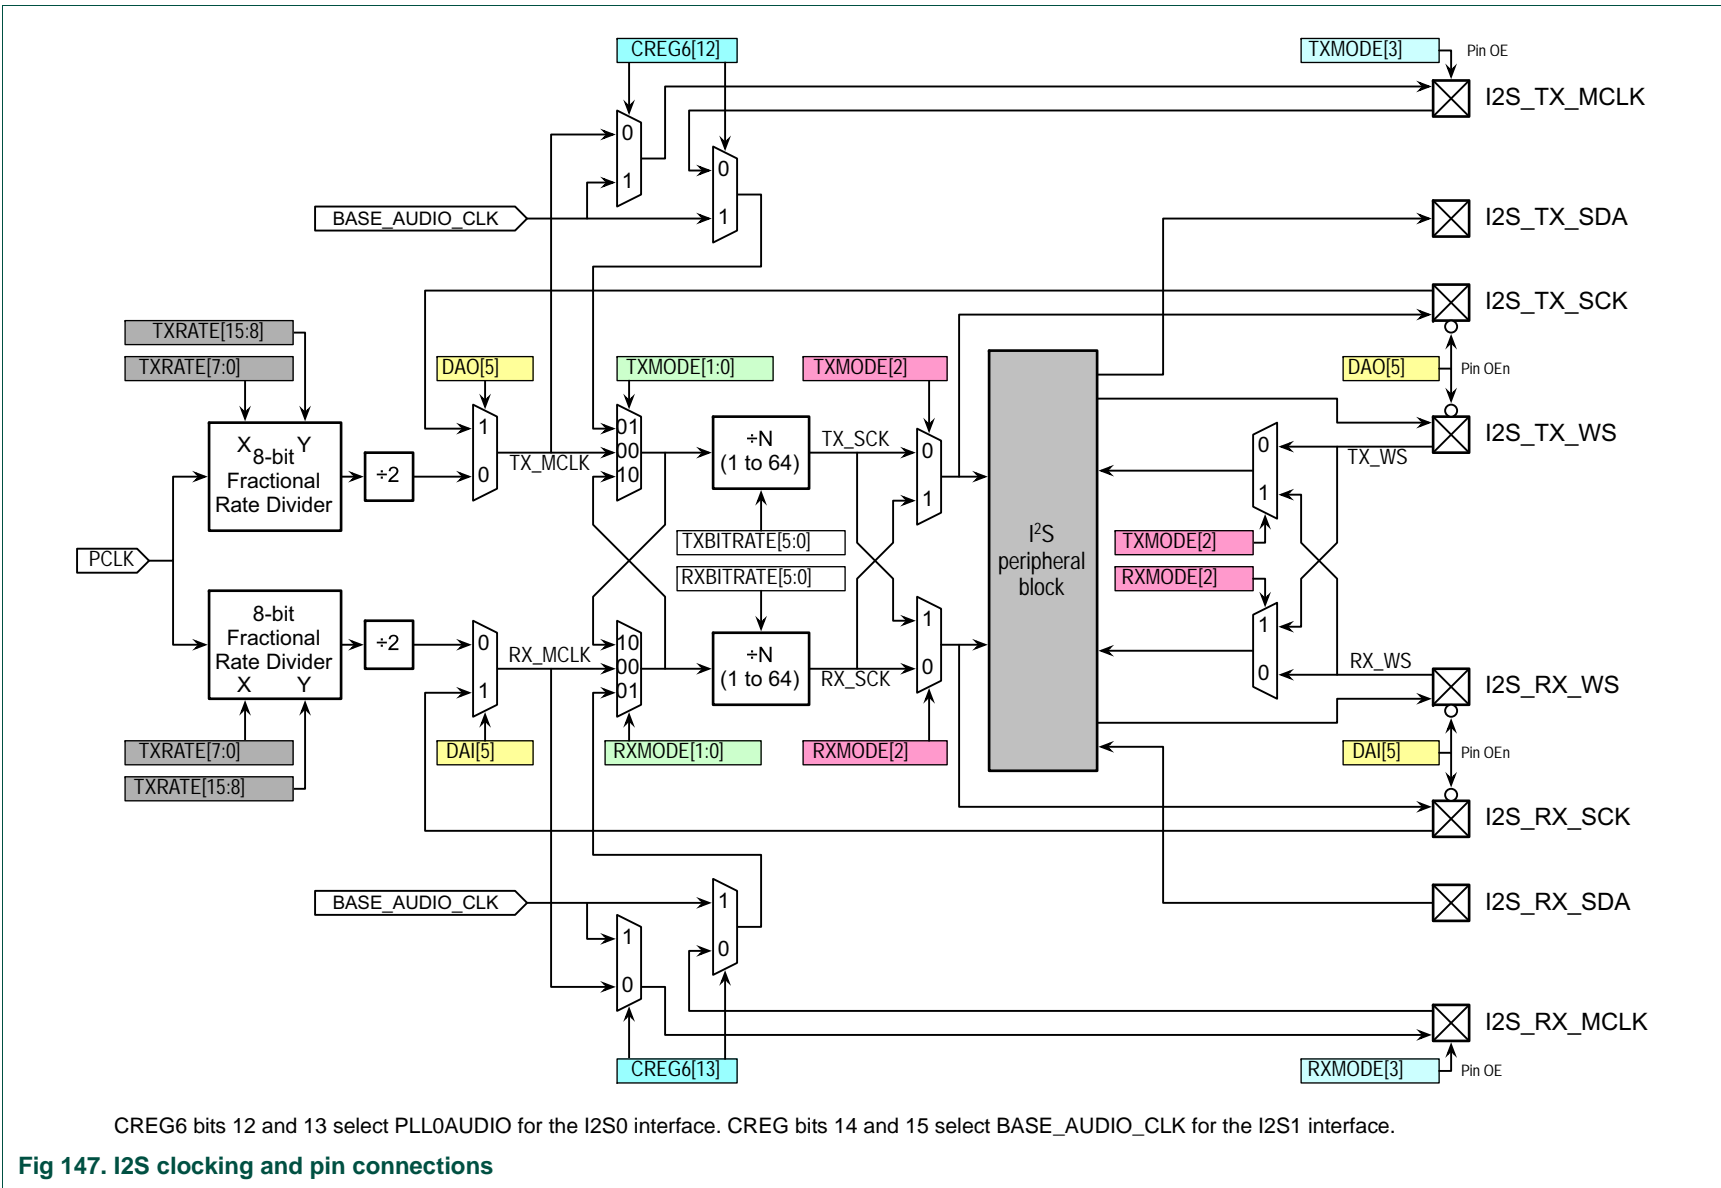 CREG6[12]
TXMODE[3]
Pin OE
I2S_TX_MCLK
0
1
0
1
BASE_AUDIO_CLK
I2S_TX_SDA
I2S_TX_SCK
TXRATE[15:8]
TXRATE[7:0]
DAO[5]
TXMODE[1:0]
TXMODE[2]
DAO[5]
Pin OEn
X Y
8-bit
Fractional
Rate Divider
÷2
1
0
TX_MCLK
01
00
10
÷N
(1 to 64)
TX_SCK
0
1
0
1
TX_WS
I2S_TX_WS
PCLK
TXBITRATE[5:0]
RXBITRATE[5:0]
I2S
peripheral
block
TXMODE[2]
RXMODE[2]
8-bit
Fractional
Rate Divider
X Y
÷2
0
1
RX_MCLK
10
00
01
÷N
(1 to 64)
RX_SCK
1
0
1
0
RX_WS
I2S_RX_WS
TXRATE[7:0]
TXRATE[15:8]
DAI[5]
RXMODE[1:0]
RXMODE[2]
DAI[5]
Pin OEn
I2S_RX_SCK
BASE_AUDIO_CLK
1
0
1
0
I2S_RX_SDA
I2S_RX_MCLK
CREG6[13]
RXMODE[3]
Pin OE
CREG6 bits 12 and 13 select PLL0AUDIO for the I2S0 interface. CREG bits 14 and 15 select BASE_AUDIO_CLK for the I2S1 interface.
Fig 147. I2S clocking and pin connections